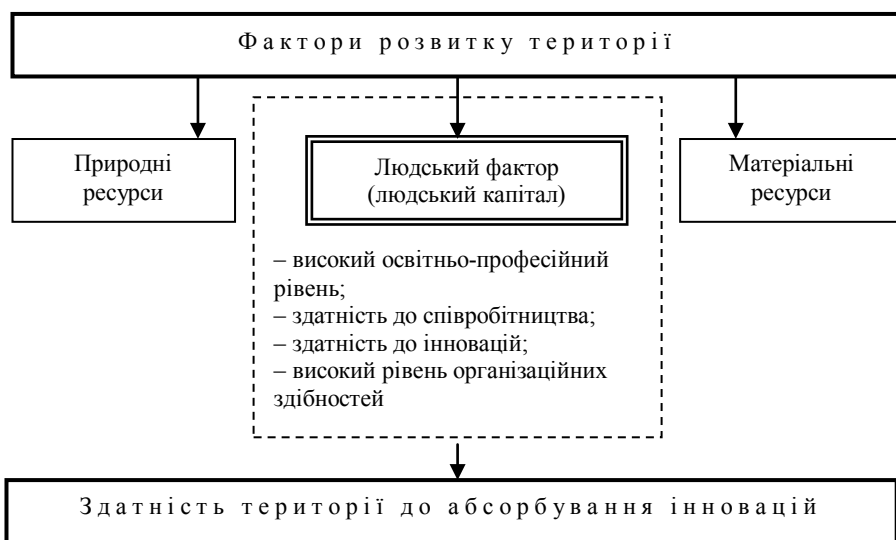 Фактори розвитку території
Природні
ресурси
Людський фактор
(людський капітал)
Матеріальні
ресурси
– високий освітньо-професійний
рівень;
– здатність до співробітництва;
– здатність до інновацій;
– високий рівень організаційних
здібностей
Здатність території до абсорбування інновацій